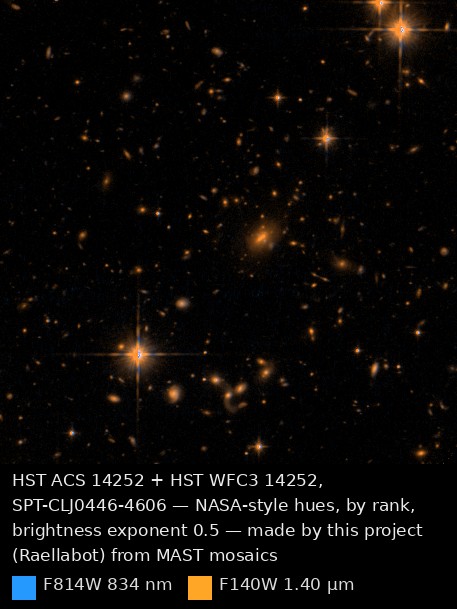 HST ACS 14252 + HST WFC3 14252,
SPT-CLJ0446-4606 — NASA-style hues, by rank,
brightness exponent 0.5 — made by this project
(Raellabot) from MAST mosaics
F814W 834 nm F140W 1.40 μm